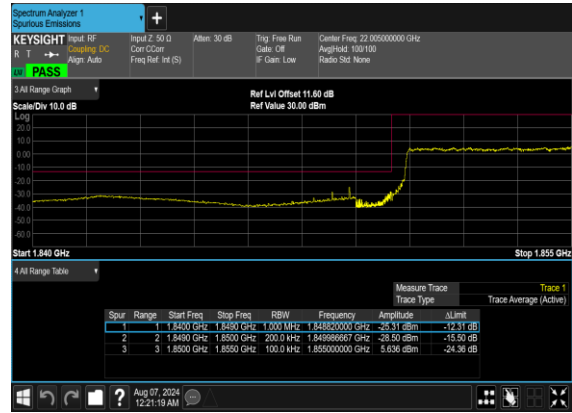 Spectrum Analyzer 1
Spurious Emissions
+
KEYSIGHT Input: RF Input Z: 50 Ω Atten: 30 dB Trig: Free Run Center Freq: 22.005000000 GHz
R T Coupling: DC Corr CCorr Gate: Off Avg|Hold: 100/100
Align: Auto Freq Ref: Int (S) IF Gain: Low Radio Std: None
PASS
3 All Range Graph
Ref Lvl Offset 11.60 dB
Scale/Div 10.0 dB Ref Value 30.00 dBm
Log
20.0
10.0
0.00
-10.0
-20.0
-30.0
-40.0
-50.0
-60.0
Start 1.840 GHz Stop 1.855 GHz
4 All Range Table
Measure Trace Trace 1
Trace Type Trace Average (Active)
Spur Range Start Freq Stop Freq RBW Frequency Amplitude ΔLimit
1 1 1.8400 GHz 1.8490 GHz 1.000 MHz 1.848820000 GHz -25.31 dBm -12.31 dB
2 2 1.8490 GHz 1.8500 GHz 200.0 kHz 1.849986667 GHz -28.50 dBm -15.50 dB
3 3 1.8500 GHz 1.8550 GHz 100.0 kHz 1.855000000 GHz 5.636 dBm -24.36 dB
? Aug 07, 2024
12:21:19 AM